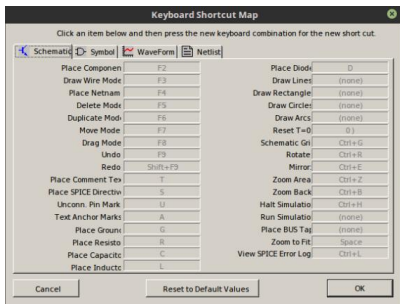 Keyboard Shortcut Map
Click an item below and then press the new keyboard combination for the new short cut.
Schematic Symbol WaveForm Netlist
Place Componen F2
Draw Wire Mode F3
Place Netnam F4
Delete Mode F5
Duplicate Mode F6
Move Mode F7
Drag Mode F8
Undo F9
Redo Shift+F9
Place Comment Tex T
Place SPICE Directive S
Unconn. Pin Mark U
Text Anchor Marks A
Place Ground G
Place Resisto R
Place Capacito C
Place Inducto L
Place Diode D
Draw Lines (none)
Draw Rectangle (none)
Draw Circles (none)
Draw Arcs (none)
Reset T=0 0)
Schematic Gri Ctrl+G
Rotate Ctrl+R
Mirror: Ctrl+E
Zoom Area Ctrl+Z
Zoom Back Ctrl+B
Halt Simulatio Ctrl+H
Run Simulatio (none)
Place BUS Tap (none)
Zoom to Fit Space
View SPICE Error Log Ctrl+L
Cancel Reset to Default Values OK